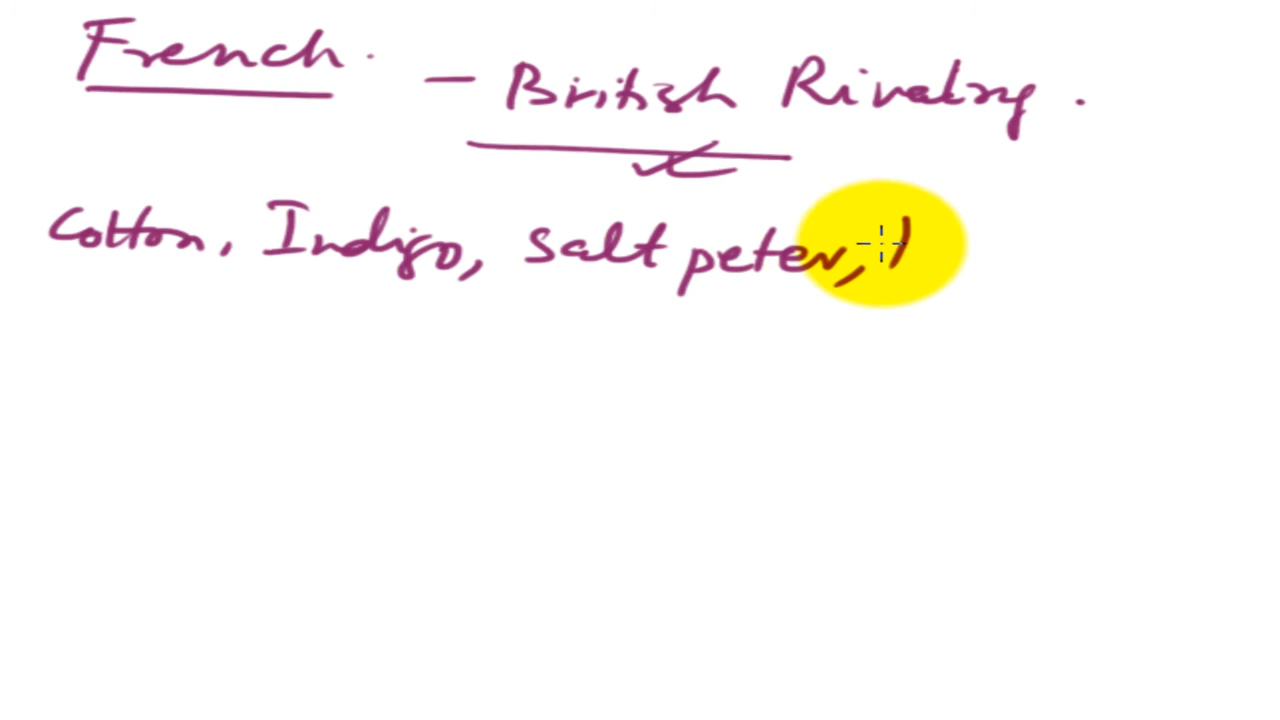 French. - British Rivalry.
Cotton, Indigo, Salt peter,